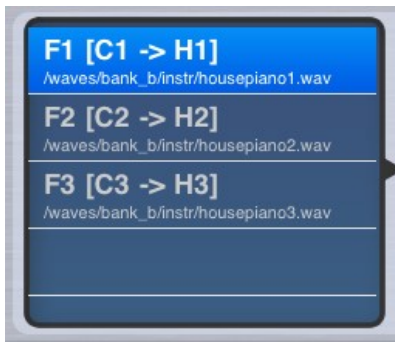 F1 [C1 -> H1]
/waves/bank_b/instr/housepiano1.wav
F2 [C2 -> H2]
/waves/bank_b/instr/housepiano2.wav
F3 [C3 -> H3]
/waves/bank_b/instr/housepiano3.wav